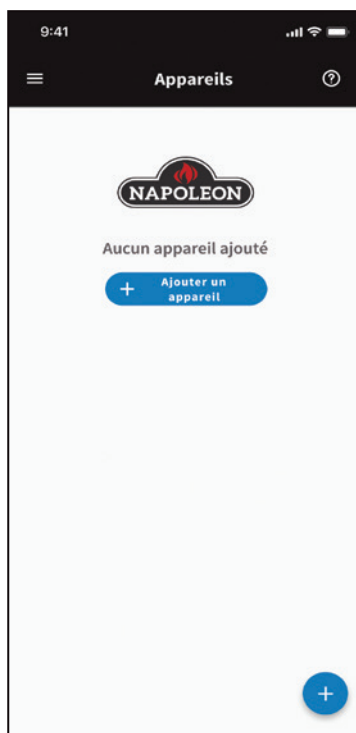 9:41
Appareils
NAPOLEON
Aucun appareil ajouté
+ Ajouter un
appareil
+